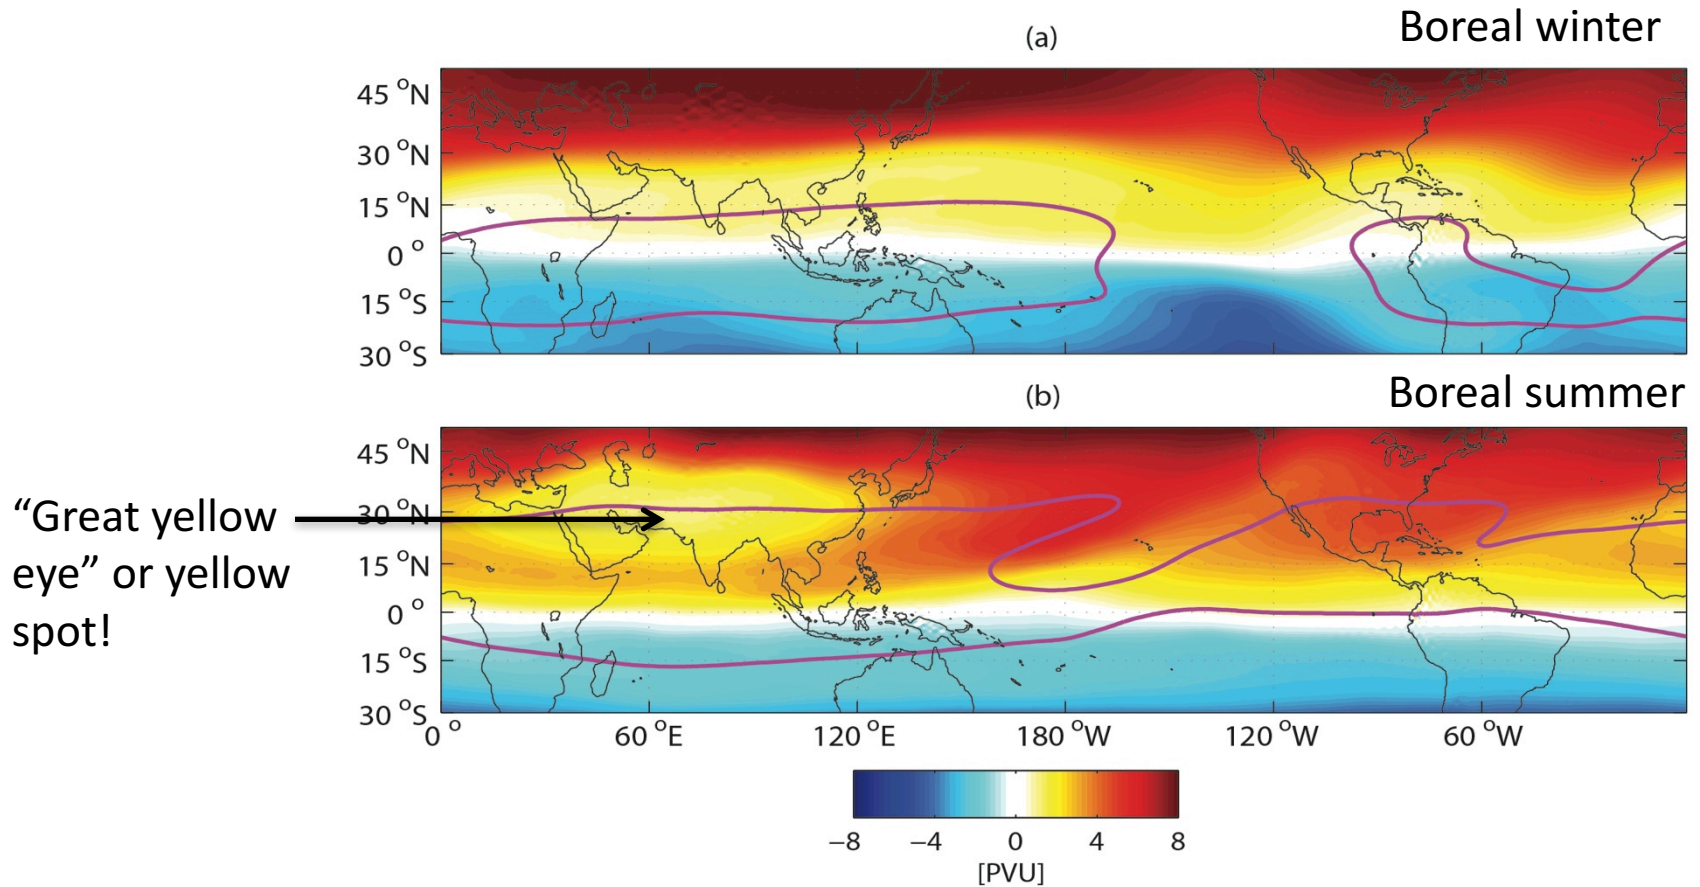 (a)
Boreal winter
45 °N
30 °N
15 °N
0 °
15 °S
30 °S
(b)
Boreal summer
45 °N
30 °N
15 °N
0 °
15 °S
30 °S
“Great yellow
eye” or yellow
spot!
0 °
60 °E
120 °E
180 °W
120 °W
60 °W
−8
−4
0
4
8
[PVU]